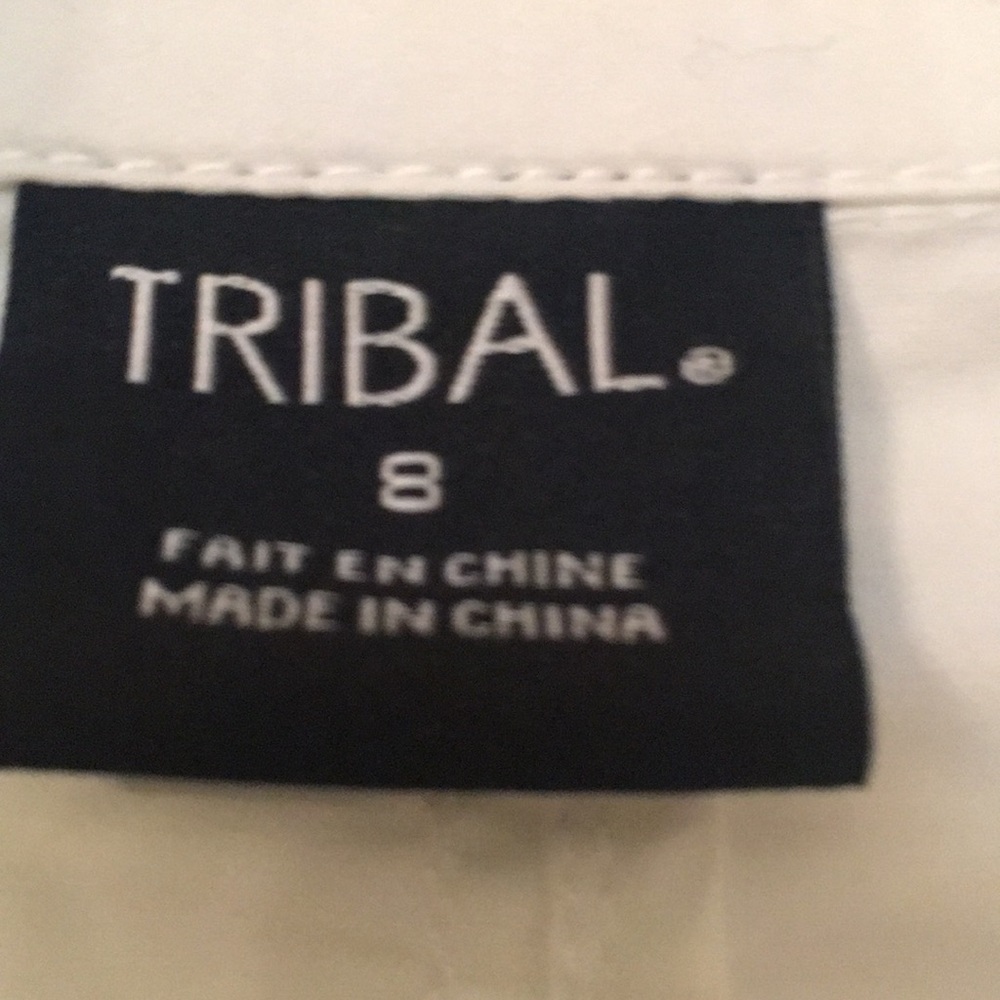 TRIBAL®
8
FAIT EN CHINE
MADE IN CHINA